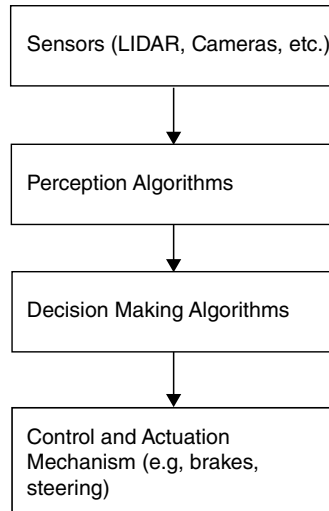 Sensors (LIDAR, Cameras, etc.)
Perception Algorithms
Decision Making Algorithms
Control and Actuation
Mechanism (e.g, brakes,
steering)